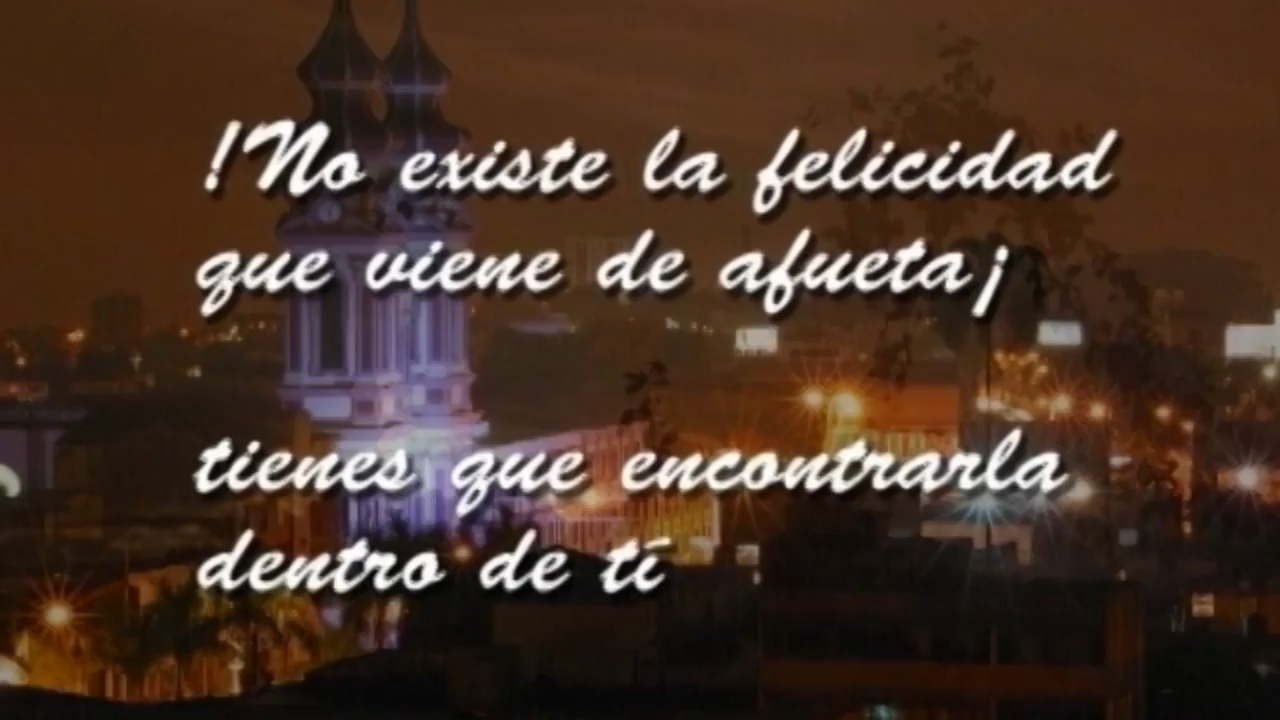 !No existe la felicidad
que viene de afueta¡
tienes que encontrarla
dentro de tí